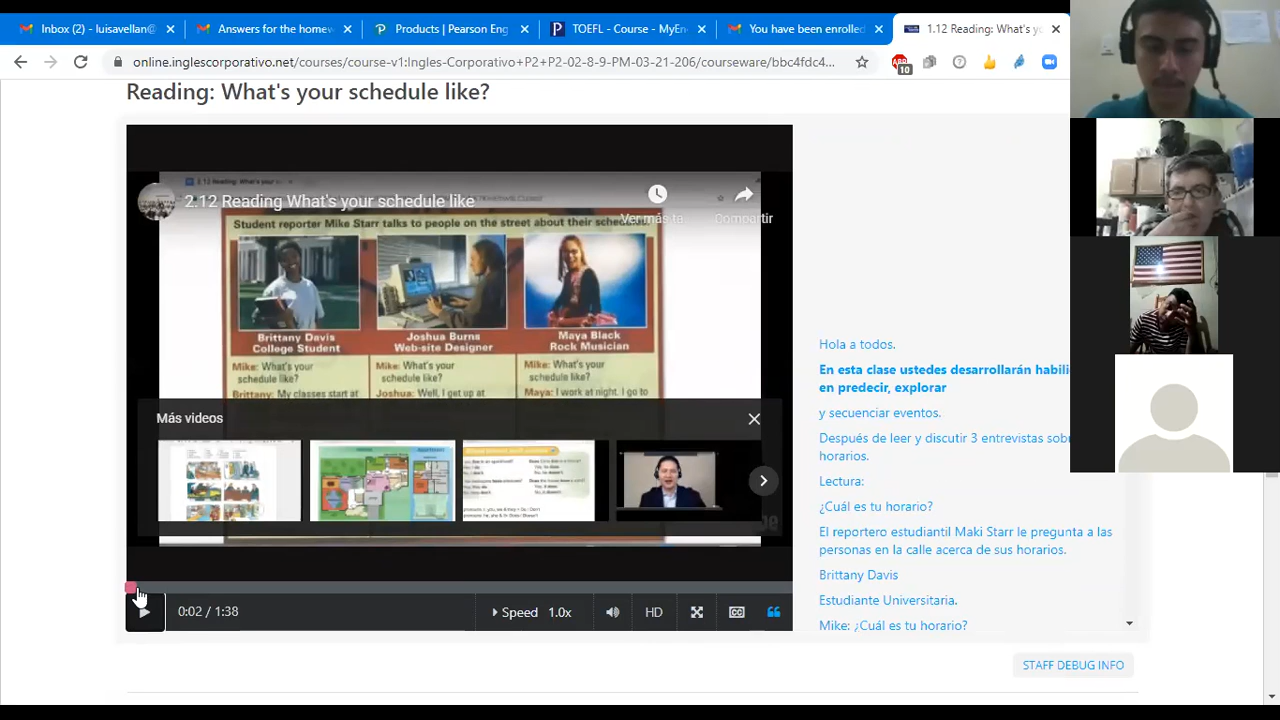 Inbox (2) - luisavellan@
Answers for the homew
Products | Pearson Eng
TOEFL - Course - MyEn
You have been enrolled
1.12 Reading: What's yo
online.inglescorporativo.net/courses/course-v1:Ingles-Corporativo+P2+P2-02-8-9-PM-03-21-206/courseware/bbc4fdc4...
10
Reading: What's your schedule like?
2.12 Reading What's your schedule like
Ver más ta
Compartir
Student reporter Mike Starr talks to people on the street about their schedules.
Brittany Davis
College Student
Joshua Burns
Web-site Designer
Maya Black
Rock Musician
Mike: What's your
schedule like?
Brittany: My classes start at
Mike: What's your
schedule like?
Joshua: Well, I get up at
Mike: What's your
schedule like?
Maya: I work at night. I go to
Más videos
0:02 / 1:38
Speed 1.0x
HD
Hola a todos.
En esta clase ustedes desarrollarán habili
en predecir, explorar
y secuenciar eventos.
Después de leer y discutir 3 entrevistas sob
horarios.
Lectura:
¿Cuál es tu horario?
El reportero estudiantil Maki Starr le pregunta a las
personas en la calle acerca de sus horarios.
Brittany Davis
Estudiante Universitaria.
Mike: ¿Cuál es tu horario?
STAFF DEBUG INFO